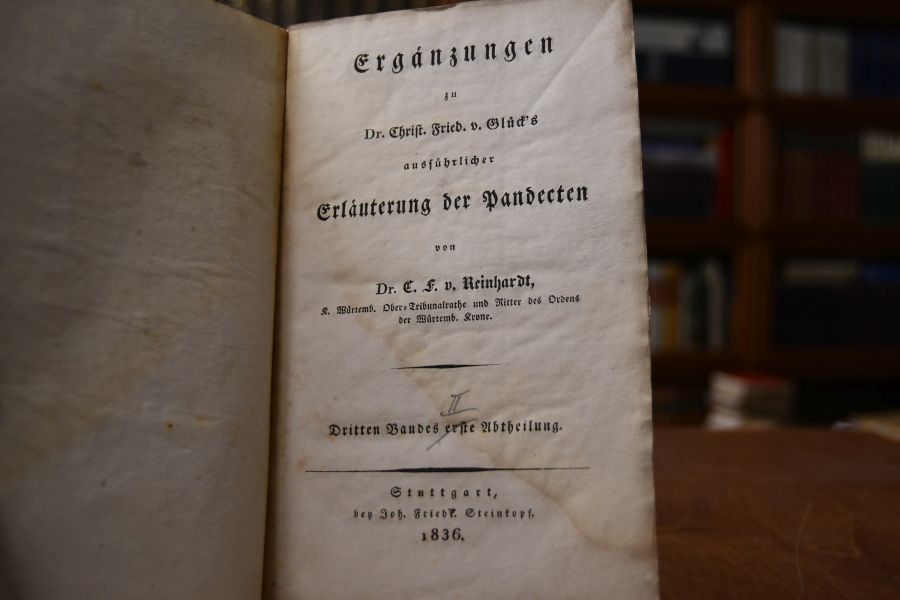 Ergänzungen
zu
Dr. Christ. Fried. v. Glück's
ausführlicher
Erläuterung der Pandecten
von
Dr. C. F. v. Reinhardt,
K. Würtemb. Ober-Tribunalrathe und Ritter des Ordens
der Würtemb. Krone.
II
Dritten Bandes erste Abtheilung.
Stuttgart,
bey Joh. Friedr. Steinkopf.
1836.